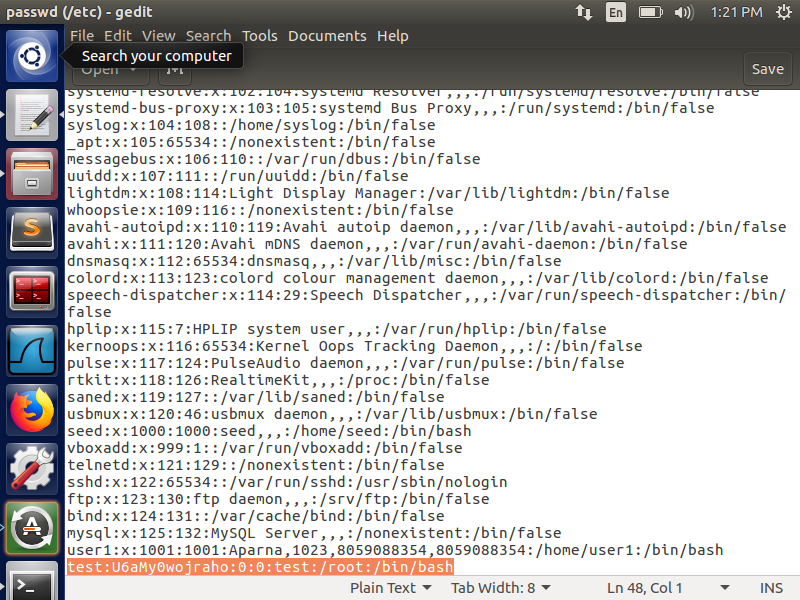 passwd (/etc) - gedit
En
1:21 PM
File Edit View Search Tools Documents Help
Search your computer
Open
Save
systemd-resolve:x:102:104:systemd Resolver,,,:/run/systemd/resolve:/bin/false
systemd-bus-proxy:x:103:105:systemd Bus Proxy,,,:/run/systemd:/bin/false
syslog:x:104:108::/home/syslog:/bin/false
_apt:x:105:65534::/nonexistent:/bin/false
messagebus:x:106:110::/var/run/dbus:/bin/false
uuidd:x:107:111::/run/uuidd:/bin/false
lightdm:x:108:114:Light Display Manager:/var/lib/lightdm:/bin/false
whoopsie:x:109:116::/nonexistent:/bin/false
avahi-autoipd:x:110:119:Avahi autoip daemon,,,:/var/lib/avahi-autoipd:/bin/false
avahi:x:111:120:Avahi mDNS daemon,,,:/var/run/avahi-daemon:/bin/false
dnsmasq:x:112:65534:dnsmasq,,,:/var/lib/misc:/bin/false
colord:x:113:123:colord colour management daemon,,,:/var/lib/colord:/bin/false
speech-dispatcher:x:114:29:Speech Dispatcher,,,:/var/run/speech-dispatcher:/bin/
false
hplip:x:115:7:HPLIP system user,,,:/var/run/hplip:/bin/false
kernoops:x:116:65534:Kernel Oops Tracking Daemon,,,:/:/bin/false
pulse:x:117:124:PulseAudio daemon,,,:/var/run/pulse:/bin/false
rtkit:x:118:126:RealtimeKit,,,:/proc:/bin/false
saned:x:119:127::/var/lib/saned:/bin/false
usbmux:x:120:46:usbmux daemon,,,:/var/lib/usbmux:/bin/false
seed:x:1000:1000:seed,,,:/home/seed:/bin/bash
vboxadd:x:999:1::/var/run/vboxadd:/bin/false
telnetd:x:121:129::/nonexistent:/bin/false
sshd:x:122:65534::/var/run/sshd:/usr/sbin/nologin
ftp:x:123:130:ftp daemon,,,:/srv/ftp:/bin/false
bind:x:124:131::/var/cache/bind:/bin/false
mysql:x:125:132:MySQL Server,,,:/nonexistent:/bin/false
user1:x:1001:1001:Aparna,1023,8059088354,8059088354:/home/user1:/bin/bash
test:U6aMy0wojraho:0:0:test:/root:/bin/bash
Plain Text Tab Width: 8 Ln 48, Col 1 INS